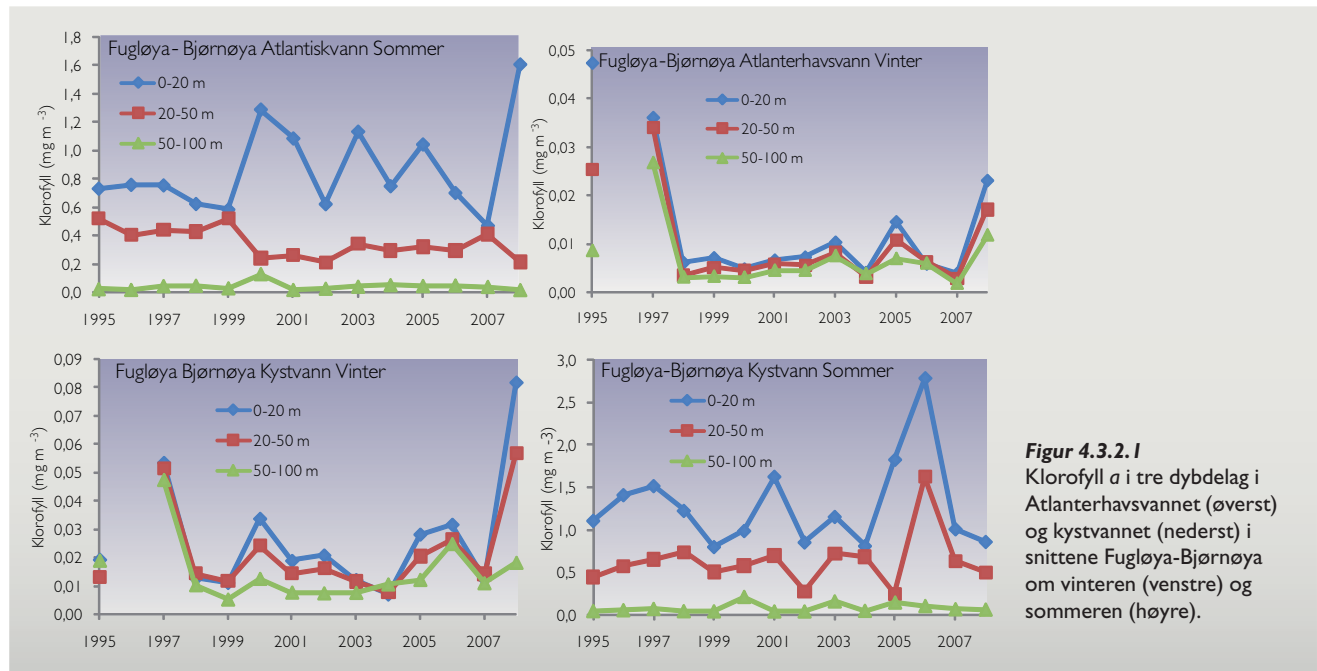 Fugløya- Bjørnøya Atlantiskvann Sommer
Klorofyll (mg m -3)
1,8
1,6
1,4
1,2
1,0
0,8
0,6
0,4
0,2
0,0
0-20 m
20-50 m
50-100 m
1995 1997 1999 2001 2003 2005 2007
Fugløya-Bjørnøya Atlanterhavsvann Vinter
Klorofyll (mg m -3)
0,05
0,04
0,03
0,02
0,01
0,00
0-20 m
20-50 m
50-100 m
1995 1997 1999 2001 2003 2005 2007
Fugløya Bjørnøya Kystvann Vinter
Klorofyll (mg m -3)
0,09
0,08
0,07
0,06
0,05
0,04
0,03
0,02
0,01
0,00
0-20 m
20-50 m
50-100 m
1995 1997 1999 2001 2003 2005 2007
Fugløya-Bjørnøya Kystvann Sommer
Klorofyll (mg m -3)
3,0
2,5
2,0
1,5
1,0
0,5
0,0
0-20 m
20-50 m
50-100 m
1995 1997 1999 2001 2003 2005 2007
Figur 4.3.2.1
Klorofyll a i tre dybdelag i
Atlanterhavsvannet (øverst)
og kystvannet (nederst) i
snittene Fugløya-Bjørnøya
om vinteren (venstre) og
sommeren (høyre).